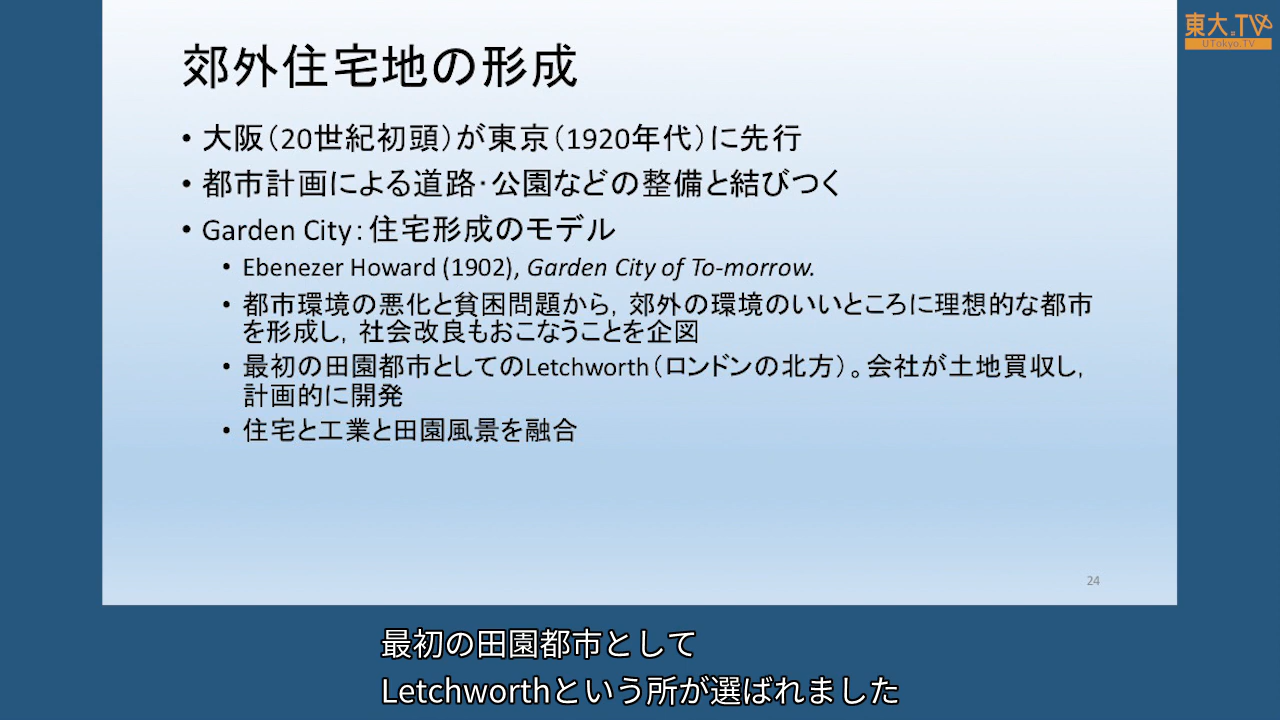 東大.TV
UTokyo.TV
郊外住宅地の形成
• 大阪（20世紀初頭）が東京（1920年代）に先行
• 都市計画による道路･公園などの整備と結びつく
• Garden City：住宅形成のモデル
• Ebenezer Howard (1902), Garden City of To-morrow.
• 都市環境の悪化と貧困問題から，郊外の環境のいいところに理想的な都市
を形成し，社会改良もおこなうことを企図
• 最初の田園都市としてのLetchworth（ロンドンの北方）。会社が土地買収し，
計画的に開発
• 住宅と工業と田園風景を融合
24
最初の田園都市として
Letchworthという所が選ばれました